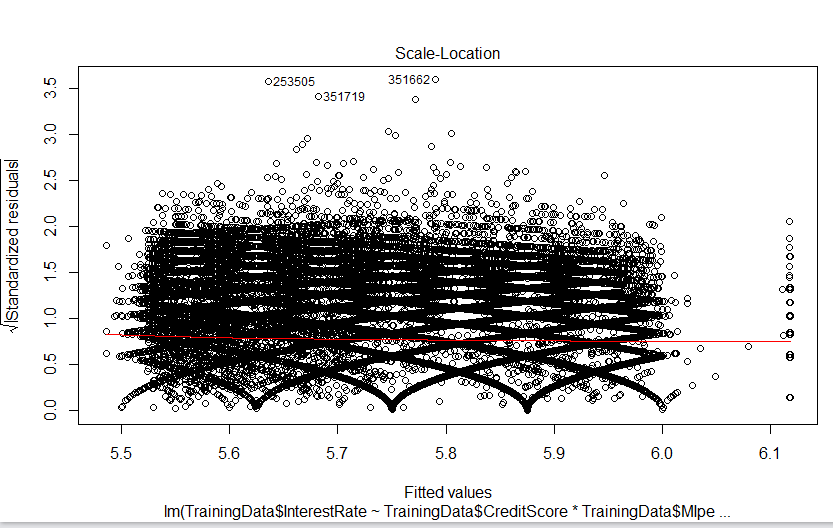 Scale-Location
√|Standardized residuals|
3.5
3.0
2.5
2.0
1.5
1.0
0.5
0.0
253505
351662
351719
5.5 5.6 5.7 5.8 5.9 6.0 6.1
Fitted values
lm(TrainingData$InterestRate ~ TrainingData$CreditScore * TrainingData$MIpe ...